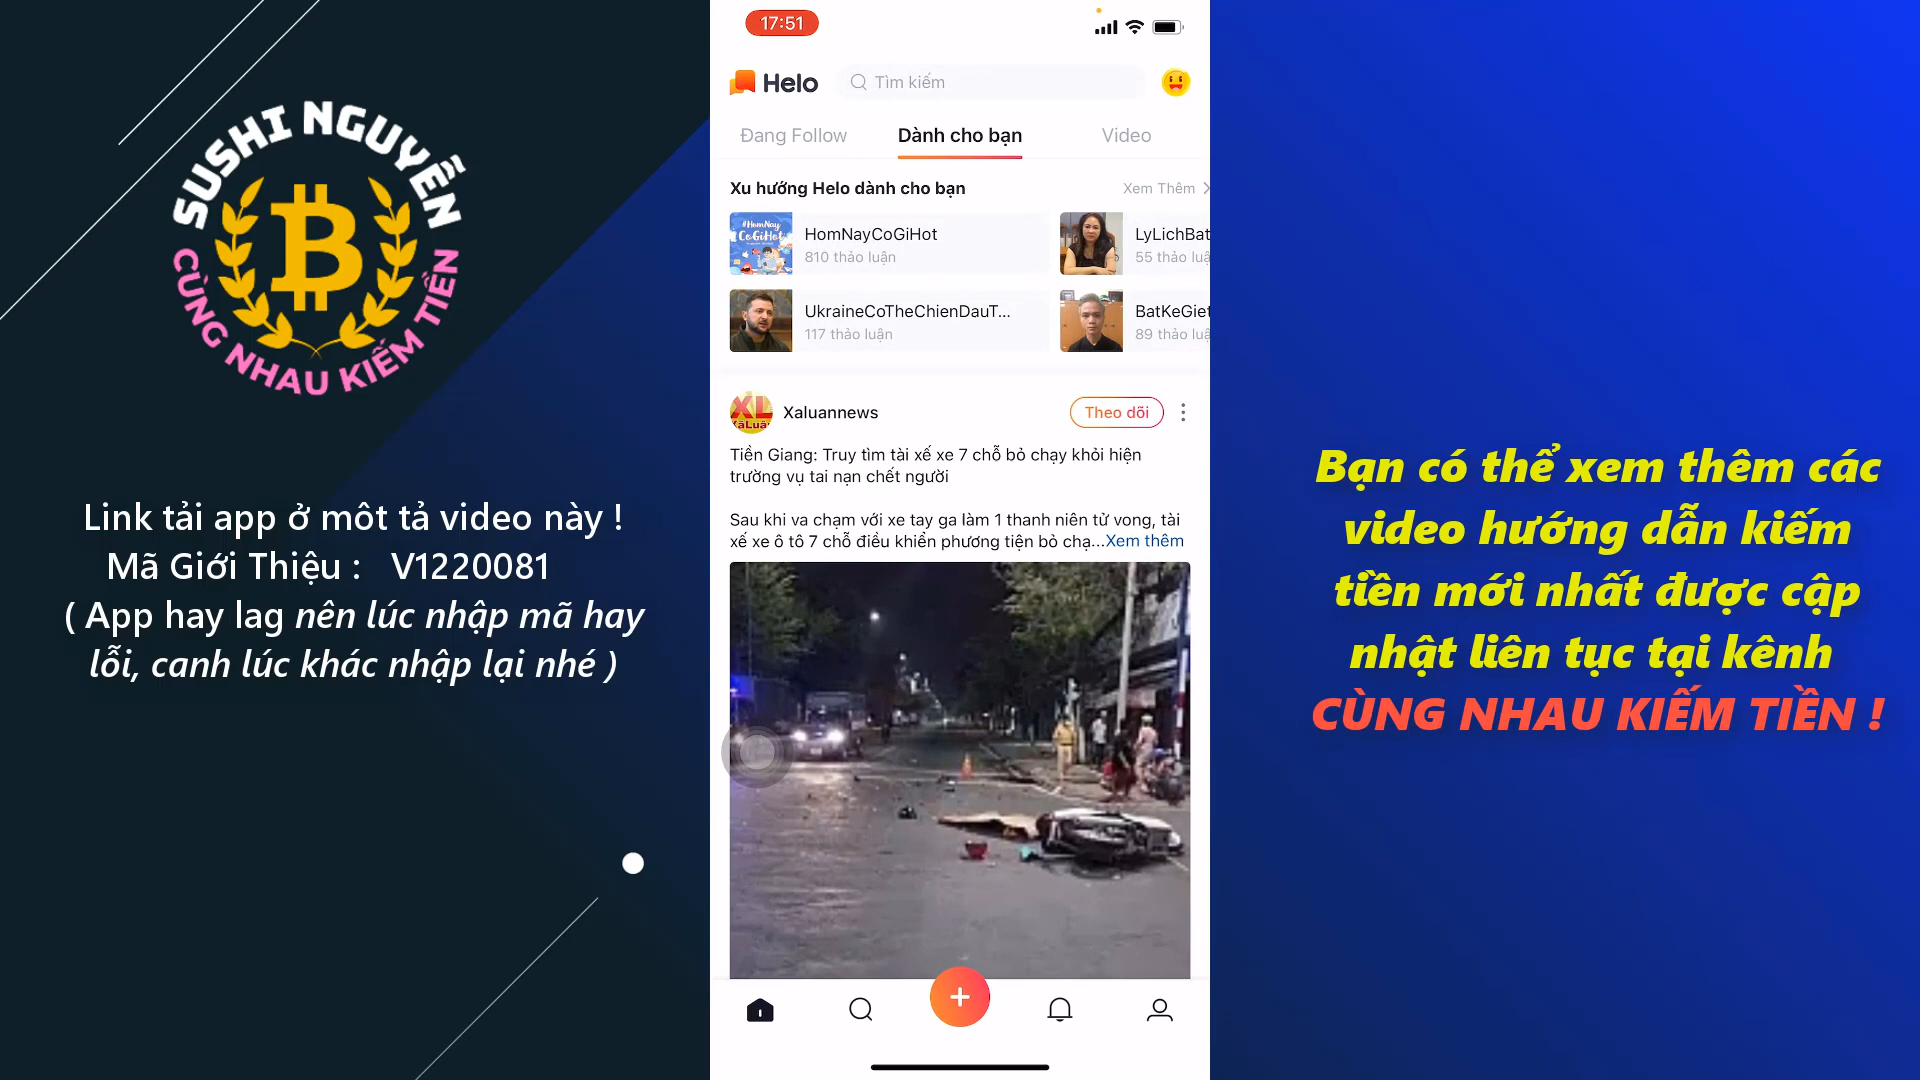 SUSHI NGUYỄN
CÙNG NHAU KIẾM TIỀN
Link tải app ở môt tả video này !
Mã Giới Thiệu : V1220081
( App hay lag nên lúc nhập mã hay
lỗi, canh lúc khác nhập lại nhé )
17:51
Helo
Tìm kiếm
Đang Follow
Dành cho bạn
Video
Xu hướng Helo dành cho bạn
Xem Thêm
#HomNay
CoGiHot
HomNayCoGiHot
810 thảo luận
LyLichBat
55 thảo luậ
UkraineCoTheChienDauT...
117 thảo luận
BatKeGiet
89 thảo luậ
XL
XãLuận
Xaluannews
Theo dõi
Tiền Giang: Truy tìm tài xế xe 7 chỗ bỏ chạy khỏi hiện
trường vụ tai nạn chết người
Sau khi va chạm với xe tay ga làm 1 thanh niên tử vong, tài
xế xe ô tô 7 chỗ điều khiển phương tiện bỏ chạ...Xem thêm
Bạn có thể xem thêm các
video hướng dẫn kiếm
tiền mới nhất được cập
nhật liên tục tại kênh
CÙNG NHAU KIẾM TIỀN !